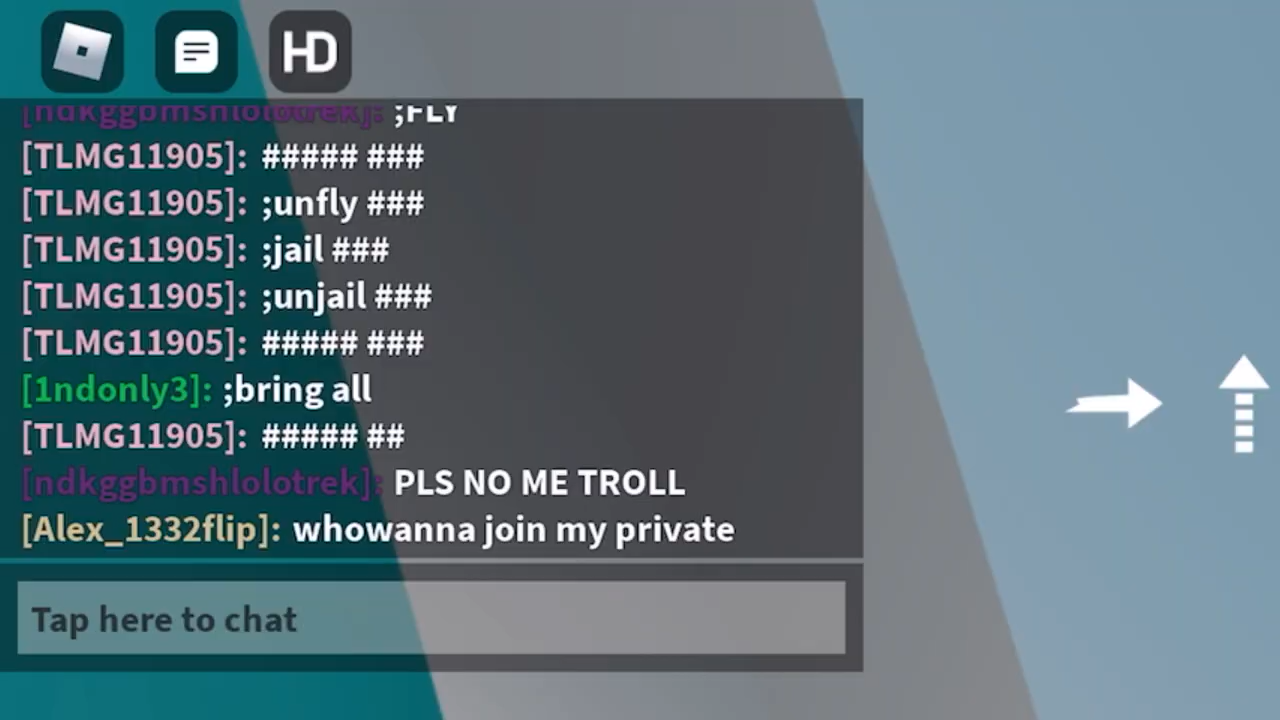 HD
[ndkggbmshlolotrek]: ;FLY
[TLMG11905]: ##### ###
[TLMG11905]: ;unfly ###
[TLMG11905]: ;jail ###
[TLMG11905]: ;unjail ###
[TLMG11905]: ##### ###
[1ndonly3]: ;bring all
[TLMG11905]: ##### ##
[ndkggbmshlolotrek]: PLS NO ME TROLL
[Alex_1332flip]: whowanna join my private
Tap here to chat